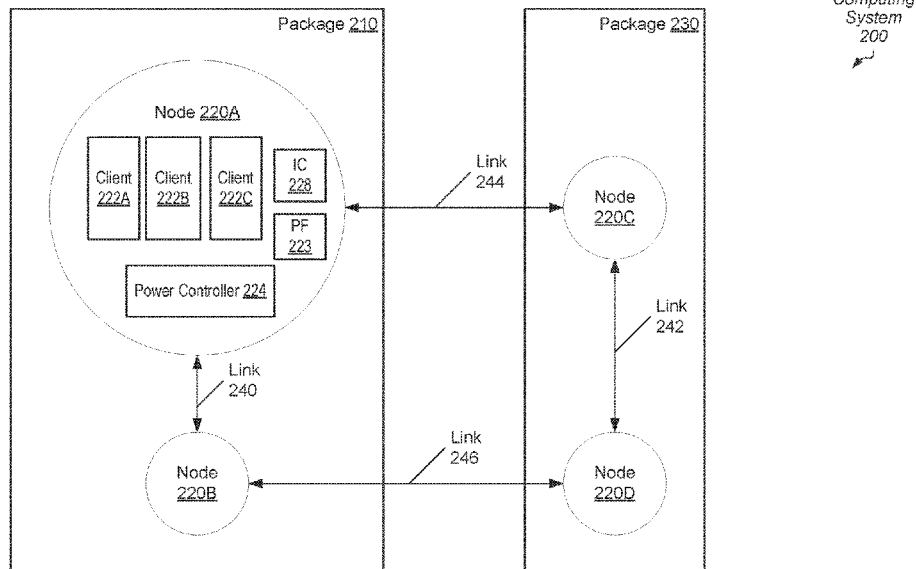 Package 210
Package 230
Computing
System
200
Node 220A
Client
222A
Client
222B
Client
222C
IC
228
PF
223
Power Controller 224
Link
244
Node
220C
Link
240
Link
242
Node
220B
Link
246
Node
220D